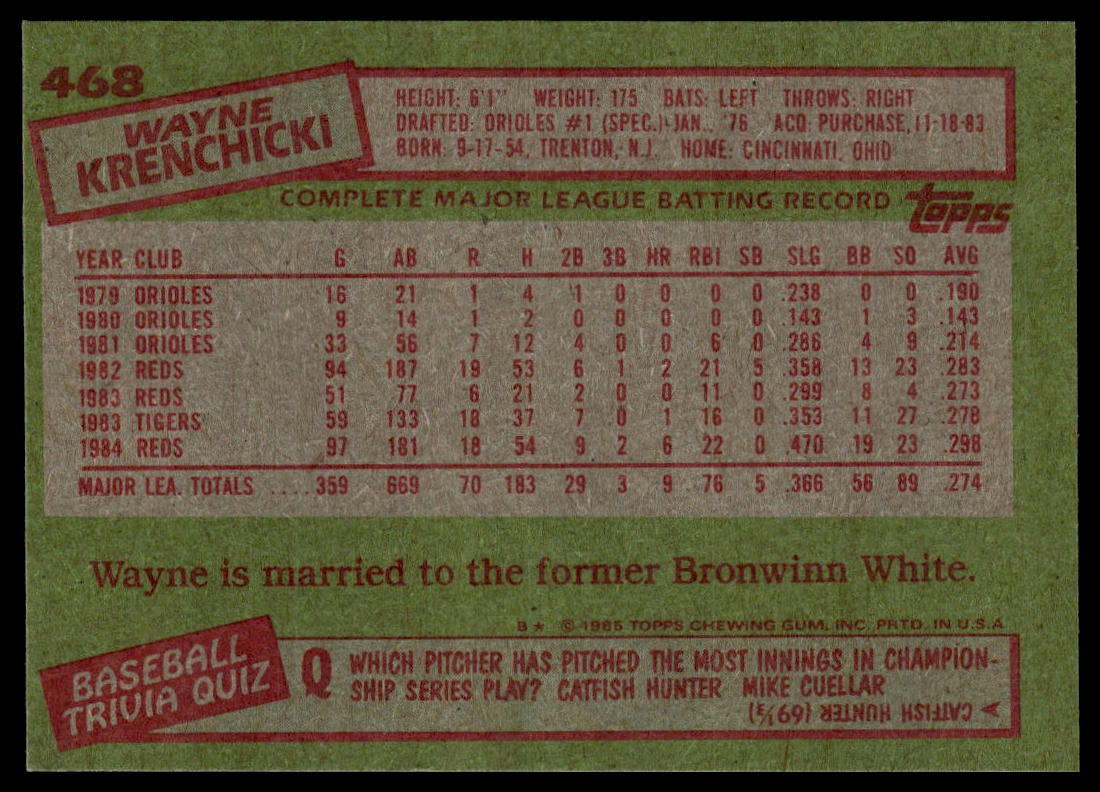 468
WAYNE
KRENCHICKI
HEIGHT: 6'1" WEIGHT: 175 BATS: LEFT THROWS: RIGHT
DRAFTED: ORIOLES #1 (SPEC.)-JAN., '76 ACQ: PURCHASE, 11-18-83
BORN: 9-17-54, TRENTON, N.J. HOME: CINCINNATI, OHIO
COMPLETE MAJOR LEAGUE BATTING RECORD topps
YEAR CLUB G AB R H 2B 3B HR RBI SB SLG BB SO AVG
1979 ORIOLES 16 21 1 4 1 0 0 0 0 .238 0 0 .190
1980 ORIOLES 9 14 1 2 0 0 0 0 0 .143 1 3 .143
1981 ORIOLES 33 56 7 12 4 0 0 6 0 .286 4 9 .214
1982 REDS 94 187 19 53 6 1 2 21 5 .358 13 23 .283
1983 REDS 51 77 6 21 2 0 0 11 0 .299 8 4 .273
1983 TIGERS 59 133 18 37 7 0 1 16 0 .353 11 27 .278
1984 REDS 97 181 18 54 9 2 6 22 0 .470 19 23 .298
MAJOR LEA. TOTALS .... 359 669 70 183 29 3 9 76 5 .366 56 89 .274
Wayne is married to the former Bronwinn White.
B★ © 1985 TOPPS CHEWING GUM, INC. PRTD. IN U.S.A.
BASEBALL
TRIVIA QUIZ
Q WHICH PITCHER HAS PITCHED THE MOST INNINGS IN CHAMPION-
SHIP SERIES PLAY? CATFISH HUNTER MIKE CUELLAR
A CATFISH HUNTER (69⅓)